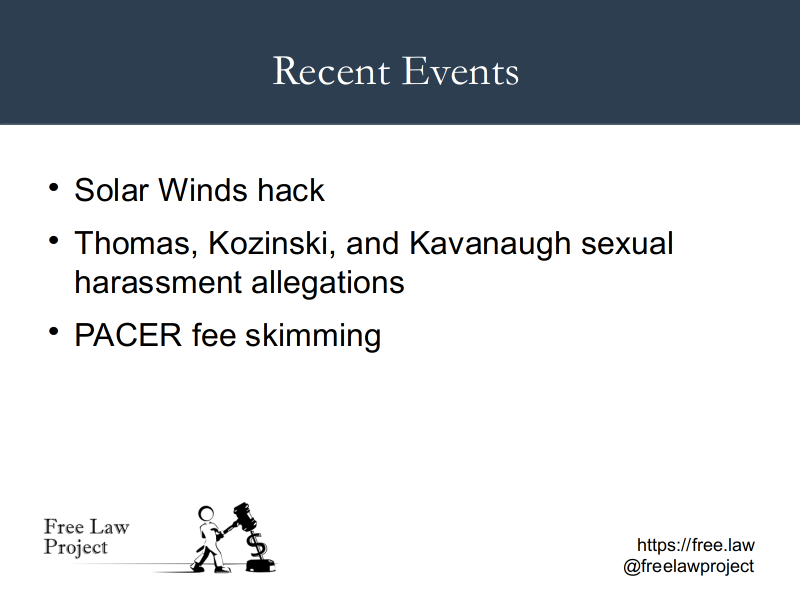 Recent Events
• Solar Winds hack
• Thomas, Kozinski, and Kavanaugh sexual
harassment allegations
• PACER fee skimming
Free Law
Project
$
https://free.law
@freelawproject